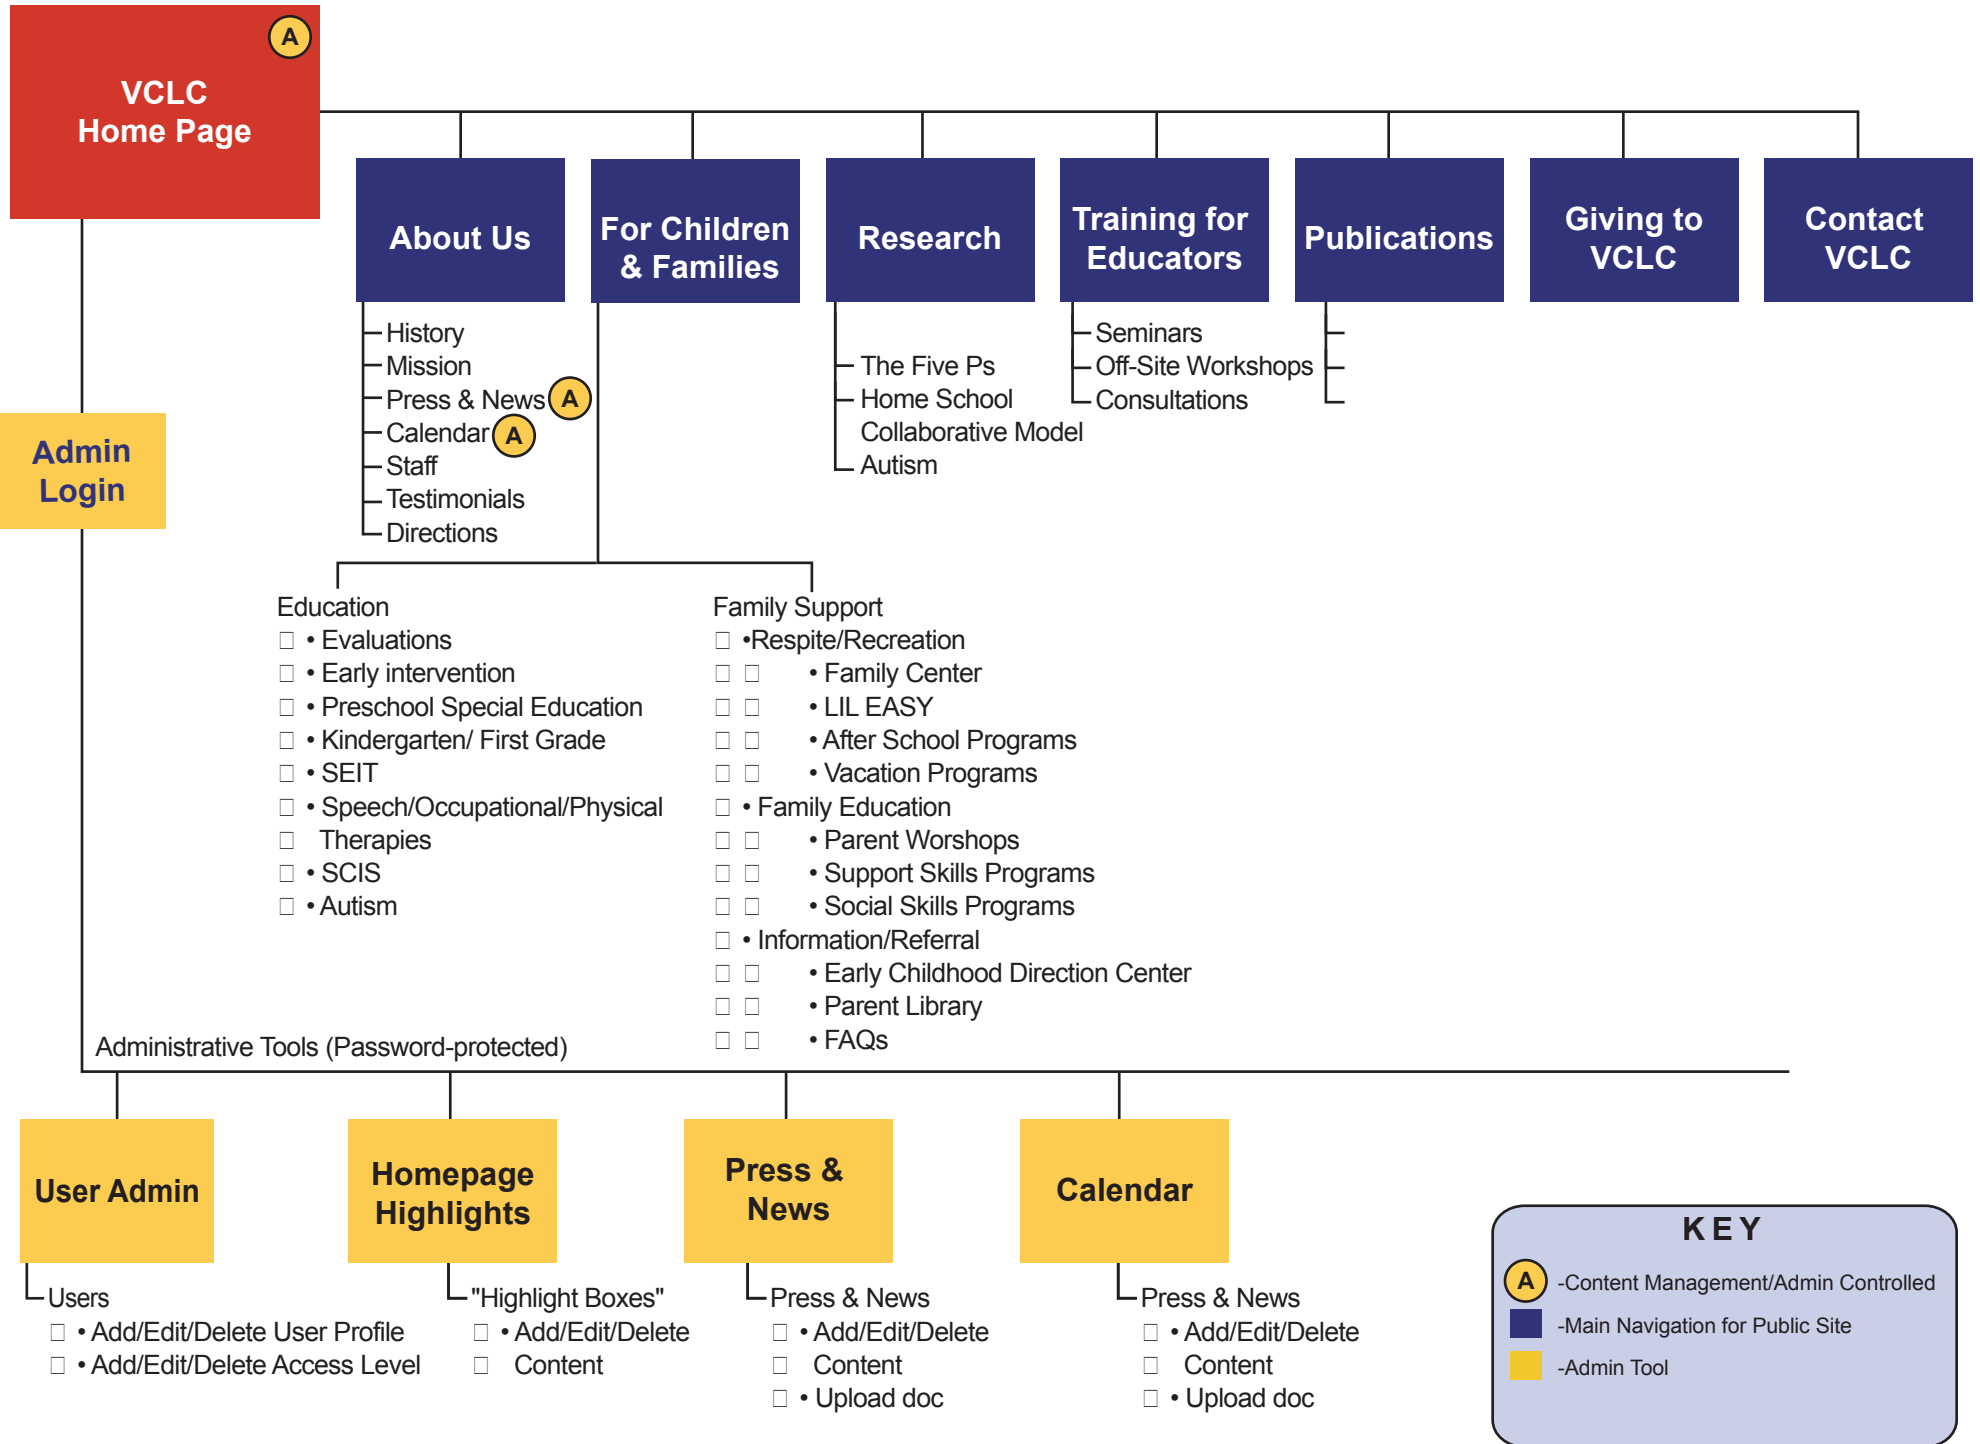 A
VCLC
Home Page
About Us
For Children
& Families
Research
Training for
Educators
Publications
Giving to
VCLC
Contact
VCLC
History
Mission
Press & News A
Calendar A
Staff
Testimonials
Directions
The Five Ps
Home School
Collaborative Model
Autism
Seminars
Off-Site Workshops
Consultations
Admin
Login
Education
• Evaluations
• Early intervention
• Preschool Special Education
• Kindergarten/ First Grade
• SEIT
• Speech/Occupational/Physical
Therapies
• SCIS
• Autism
Family Support
•Respite/Recreation
• Family Center
• LIL EASY
• After School Programs
• Vacation Programs
• Family Education
• Parent Worshops
• Support Skills Programs
• Social Skills Programs
• Information/Referral
• Early Childhood Direction Center
• Parent Library
• FAQs
Administrative Tools (Password-protected)
User Admin
Homepage
Highlights
Press &
News
Calendar
Users
• Add/Edit/Delete User Profile
• Add/Edit/Delete Access Level
"Highlight Boxes"
• Add/Edit/Delete
Content
Press & News
• Add/Edit/Delete
Content
• Upload doc
Press & News
• Add/Edit/Delete
Content
• Upload doc
KEY
A -Content Management/Admin Controlled
-Main Navigation for Public Site
-Admin Tool